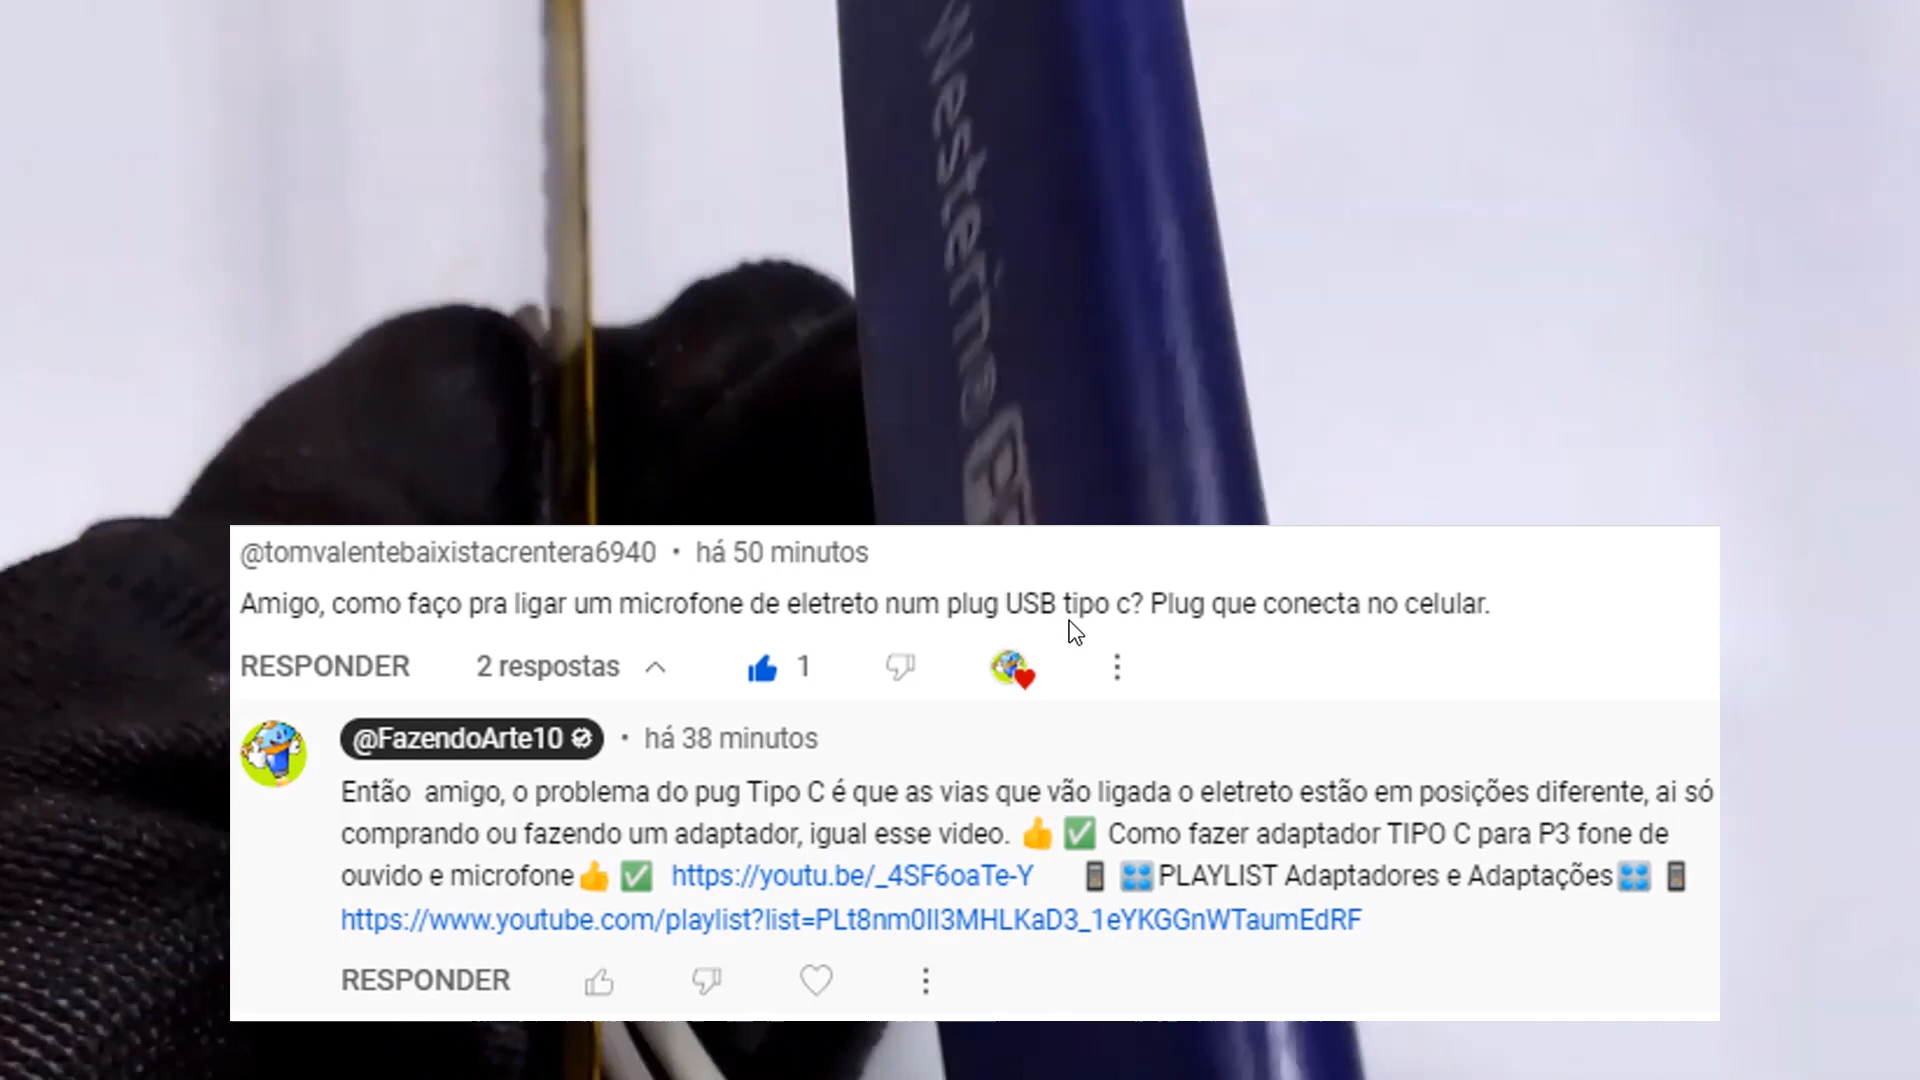 Westerme
@tomvalentebaixistacrentera6940 • há 50 minutos
Amigo, como faço pra ligar um microfone de eletreto num plug USB tipo c? Plug que conecta no celular.
RESPONDER 2 respostas 1
@FazendoArte10 • há 38 minutos
Então amigo, o problema do pug Tipo C é que as vias que vão ligada o eletreto estão em posições diferente, ai só
comprando ou fazendo um adaptador, igual esse video. 👍 ✅ Como fazer adaptador TIPO C para P3 fone de
ouvido e microfone👍 ✅ https://youtu.be/_4SF6oaTe-Y 📱 🎛PLAYLIST Adaptadores e Adaptações🎛 📱
https://www.youtube.com/playlist?list=PLt8nm0II3MHLKaD3_1eYKGGnWTaumEdRF
RESPONDER